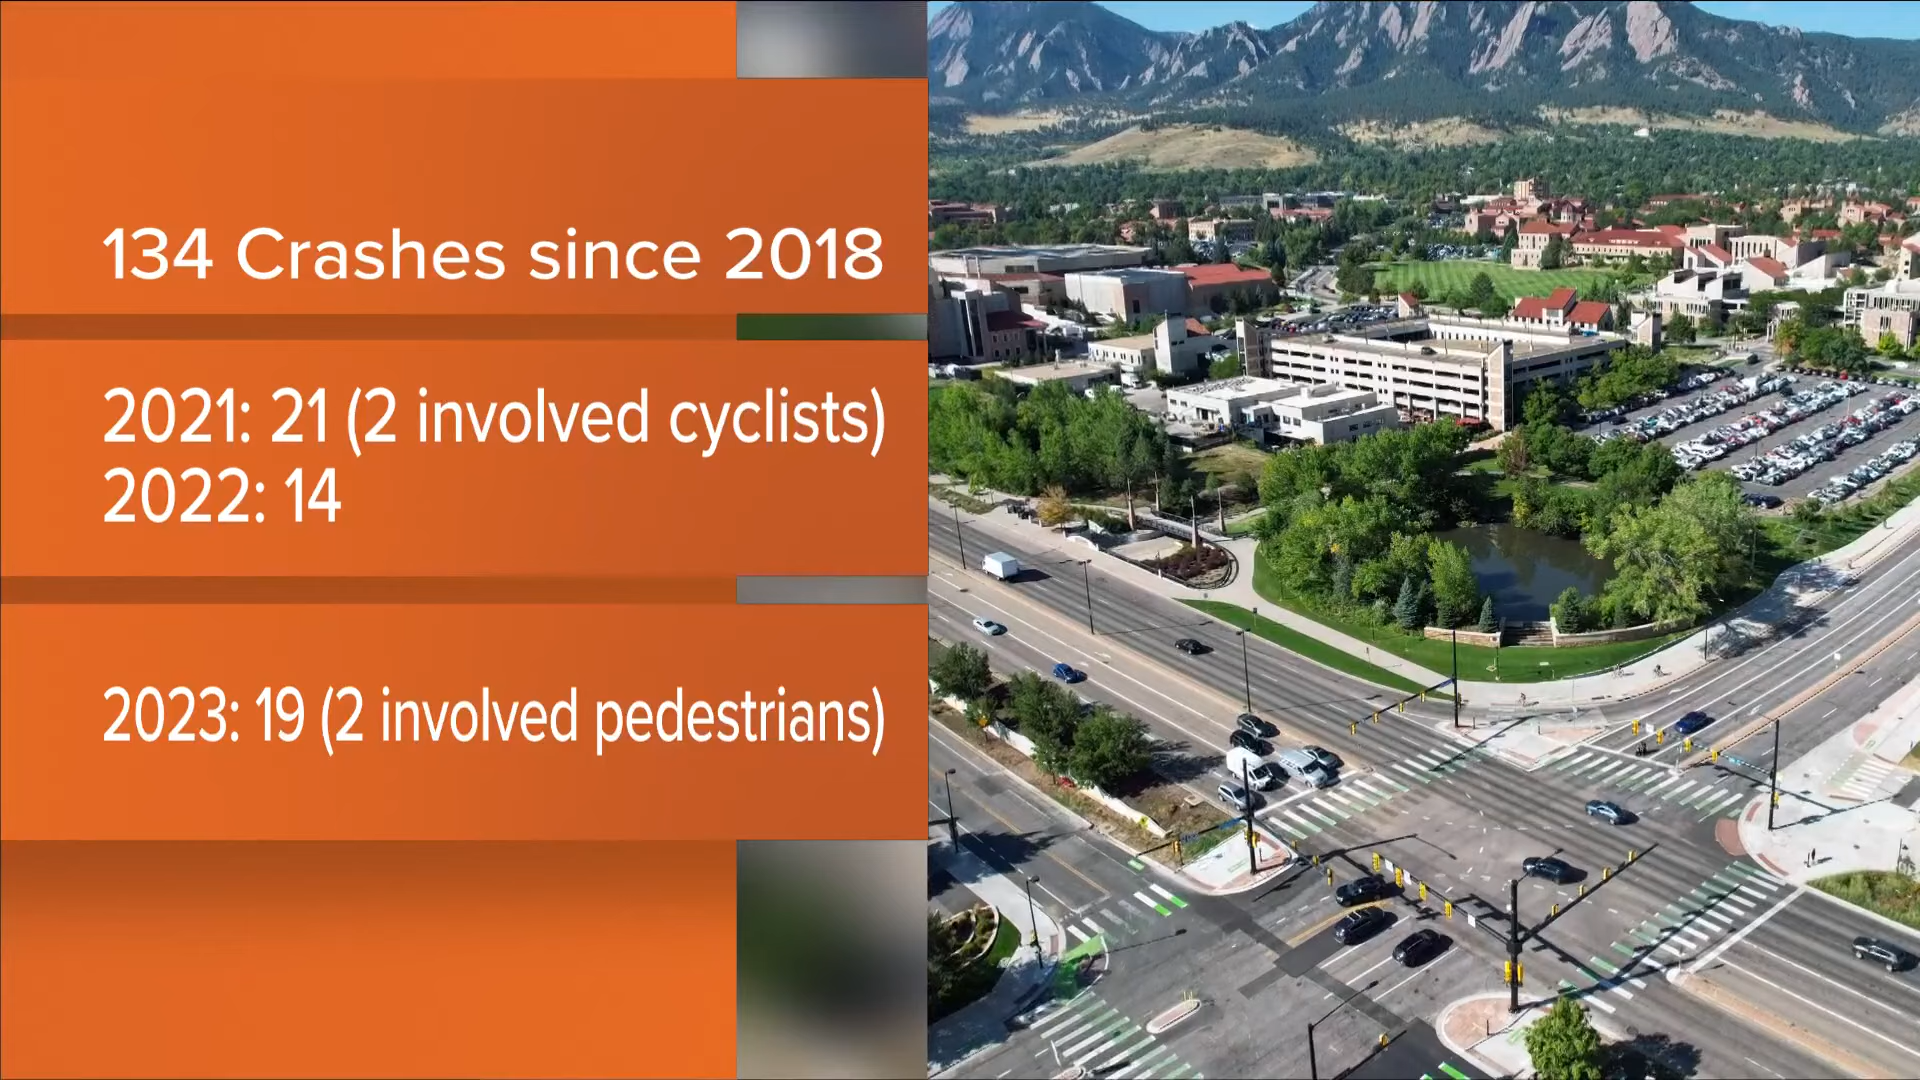 134 Crashes since 2018
2021: 21 (2 involved cyclists)
2022: 14
2023: 19 (2 involved pedestrians)